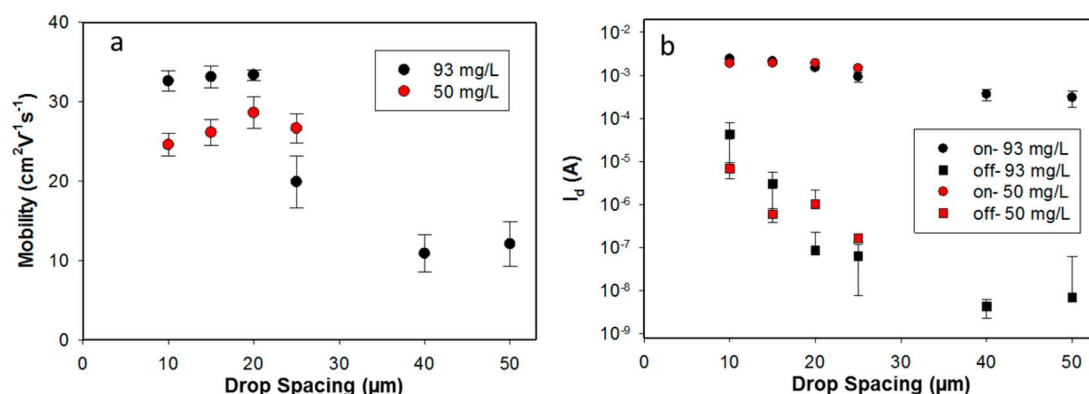 a
93 mg/L
50 mg/L
Mobility (cm²V⁻¹s⁻¹)
40
30
20
10
0
0 10 20 30 40 50
Drop Spacing (µm)
b
on- 93 mg/L
off- 93 mg/L
on- 50 mg/L
off- 50 mg/L
I_d (A)
10⁻²
10⁻³
10⁻⁴
10⁻⁵
10⁻⁶
10⁻⁷
10⁻⁸
10⁻⁹
0 10 20 30 40 50
Drop Spacing (µm)